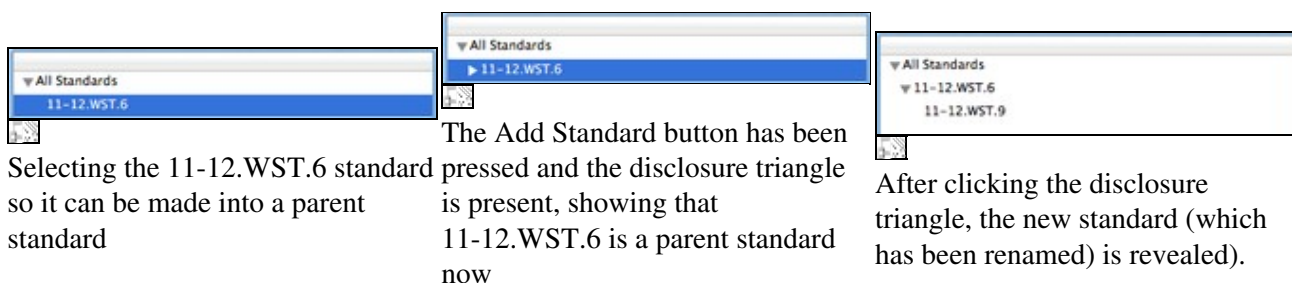 All Standards
11-12.WST.6
Selecting the 11-12.WST.6 standard
so it can be made into a parent
standard
All Standards
11-12.WST.6
The Add Standard button has been
pressed and the disclosure triangle
is present, showing that
11-12.WST.6 is a parent standard
now
All Standards
11-12.WST.6
11-12.WST.9
After clicking the disclosure
triangle, the new standard (which
has been renamed) is revealed).